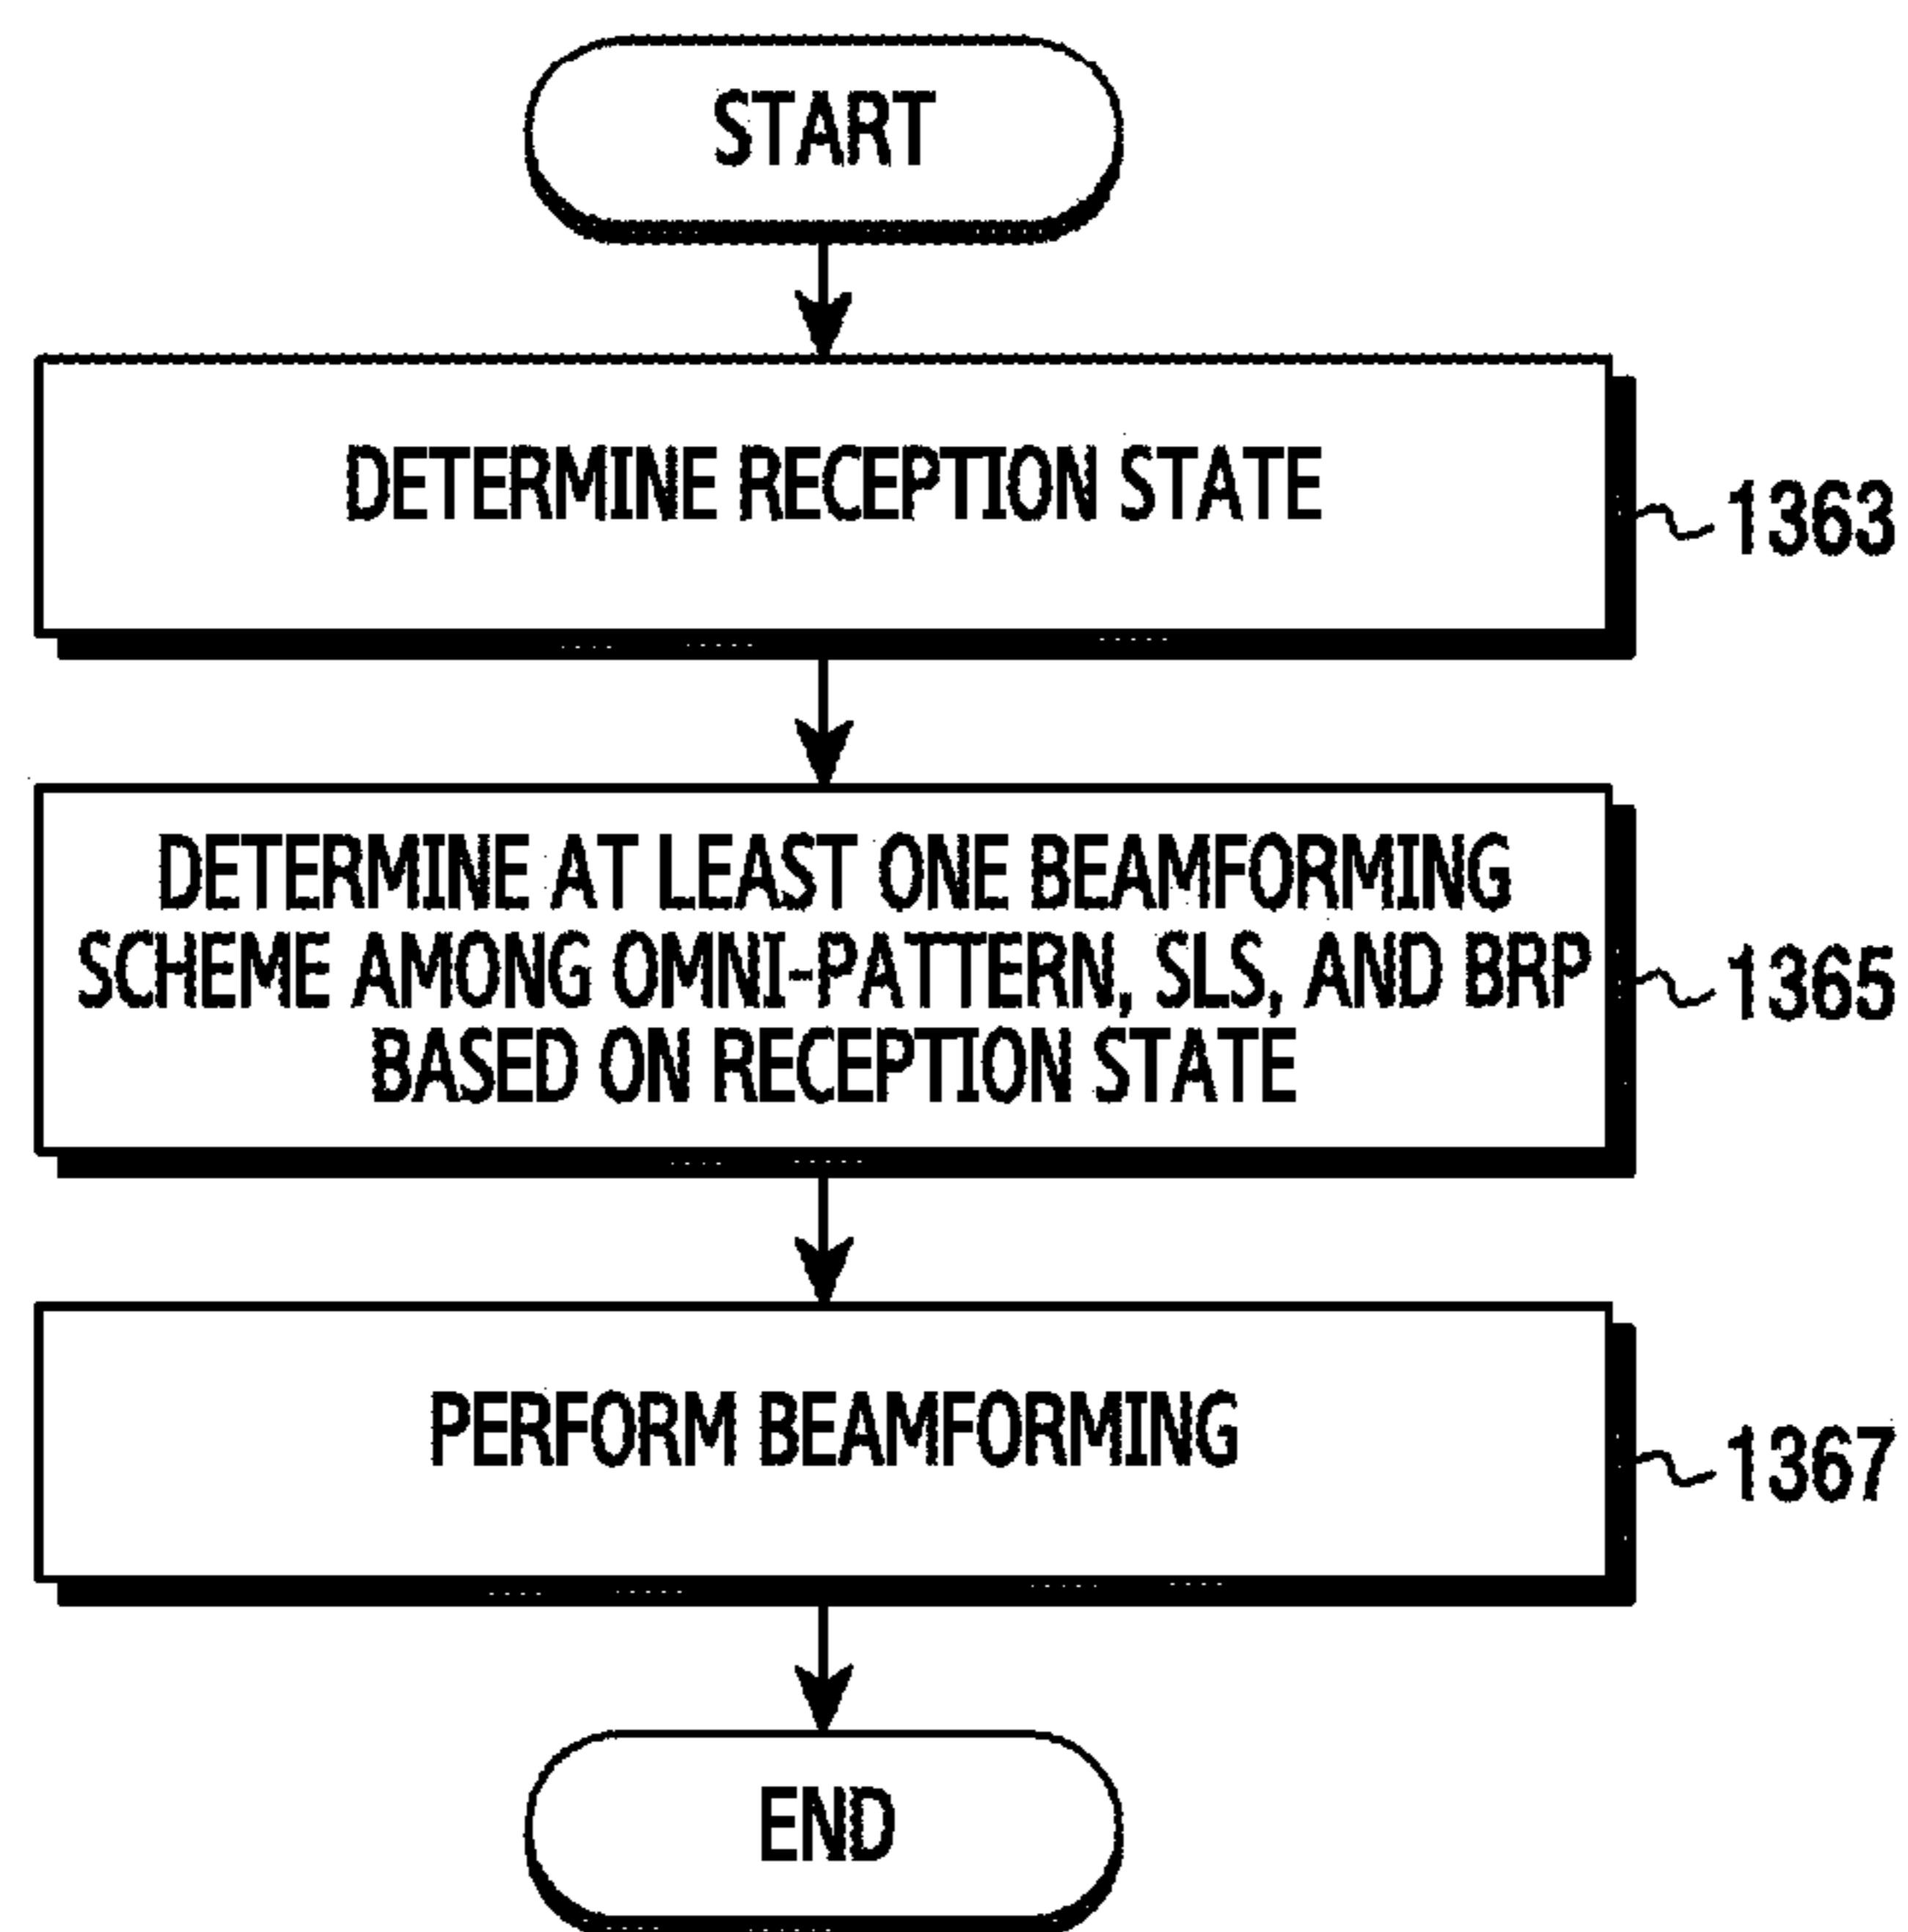 START
DETERMINE RECEPTION STATE
1363
DETERMINE AT LEAST ONE BEAMFORMING
SCHEME AMONG OMNI-PATTERN, SLS, AND BRP
BASED ON RECEPTION STATE
1365
PERFORM BEAMFORMING
1367
END